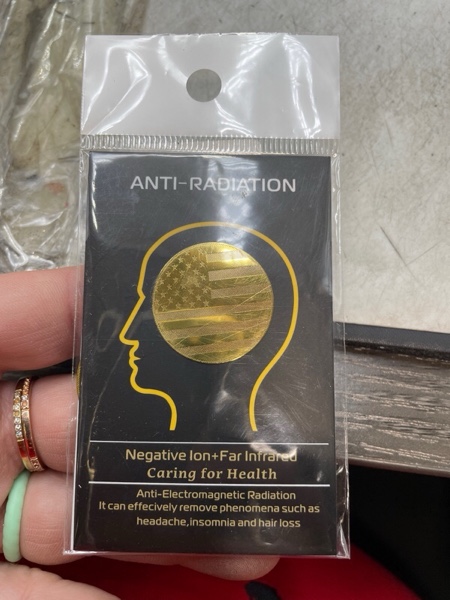 ANTI-RADIATION
Negative Ion+Far Infrared
Caring for Health
Anti-Electromagnetic Radiation
It can effecively remove phenomena such as
headache,insomnia and hair loss